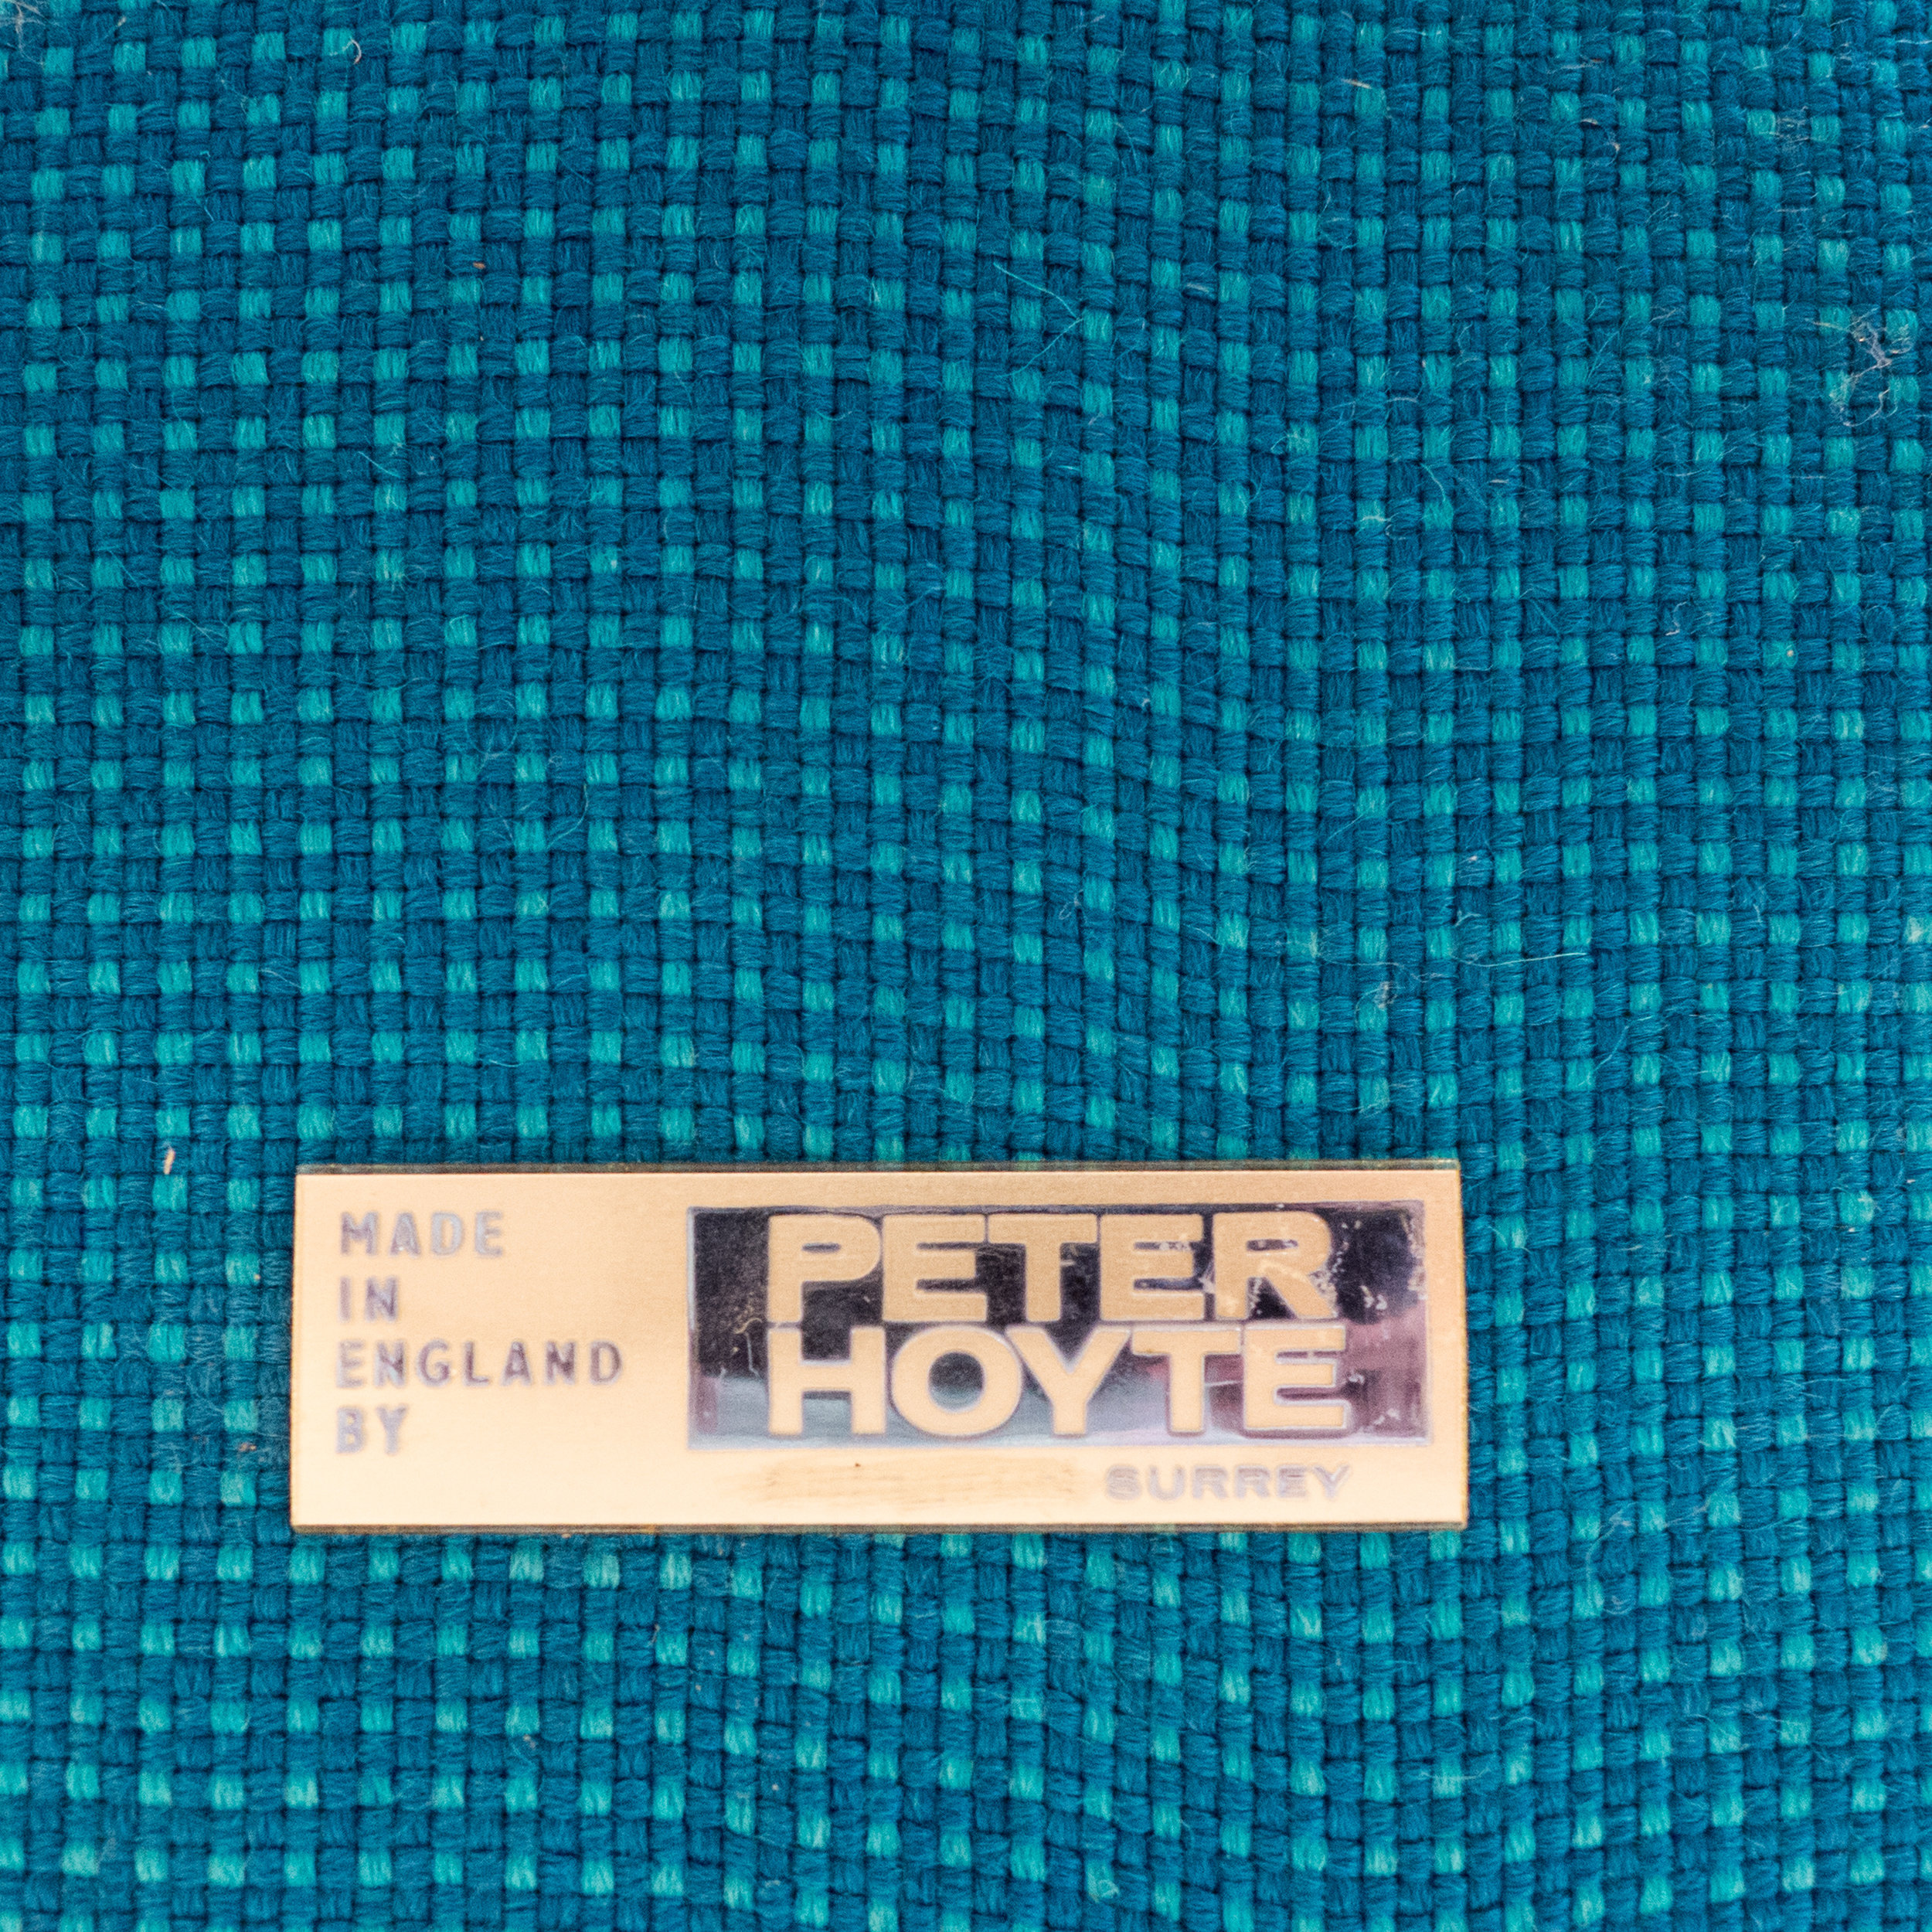 MADE
IN
ENGLAND
BY
PETER
HOYTE
SURREY